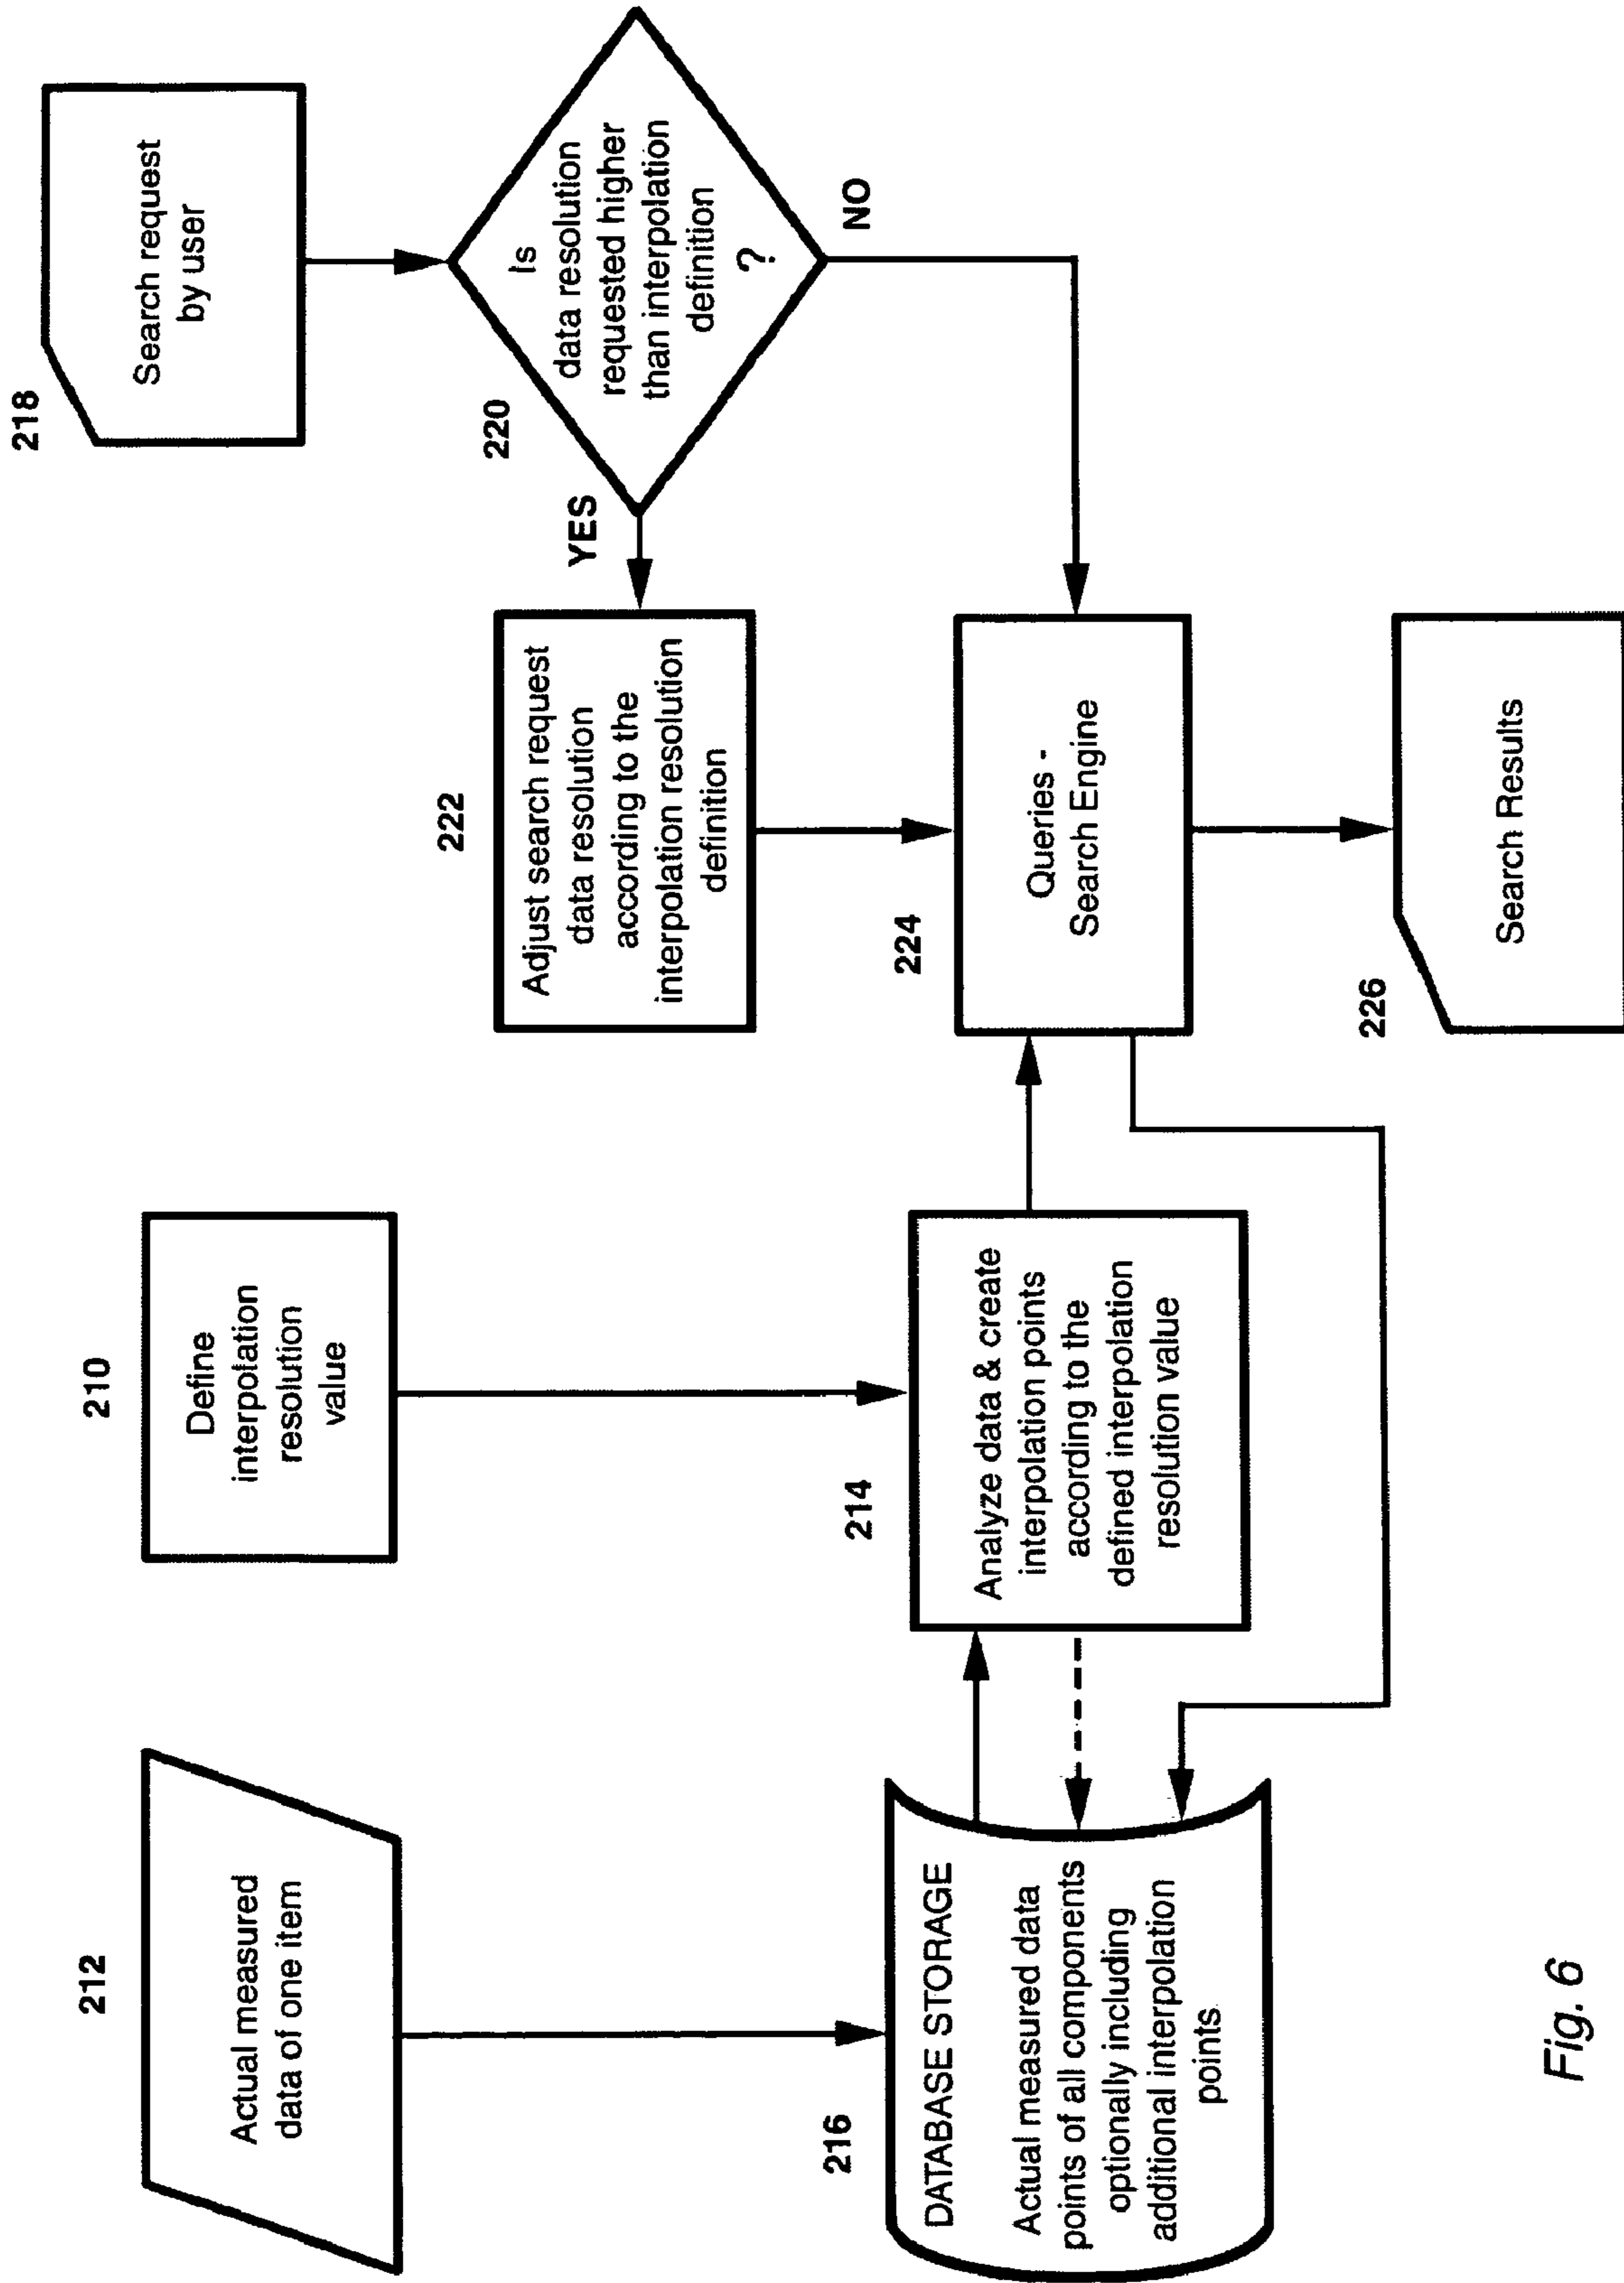 212
Actual measured
data of one item
210
Define
interpolation
resolution
value
218
Search request
by user
220
Is
data resolution
requested higher
than interpolation
definition
?
YES
NO
222
Adjust search request
data resolution
according to the
interpolation resolution
definition
216
DATABASE STORAGE
Actual measured data
points of all components
optionally including
additional interpolation
points
214
Analyze data & create
interpolation points
according to the
defined interpolation
resolution value
224
Queries -
Search Engine
226
Search Results
Fig. 6